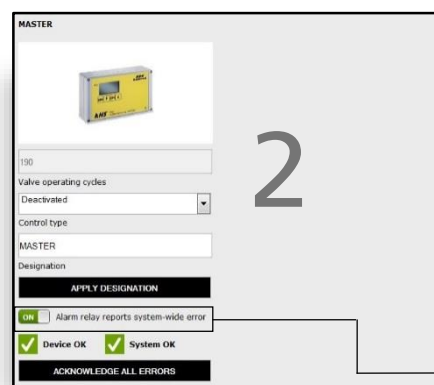 MASTER
2
190
Valve operating cycles
Deactivated
Control type
MASTER
Designation
APPLY DESIGNATION
ON Alarm relay reports system-wide error
Device OK System OK
ACKNOWLEDGE ALL ERRORS